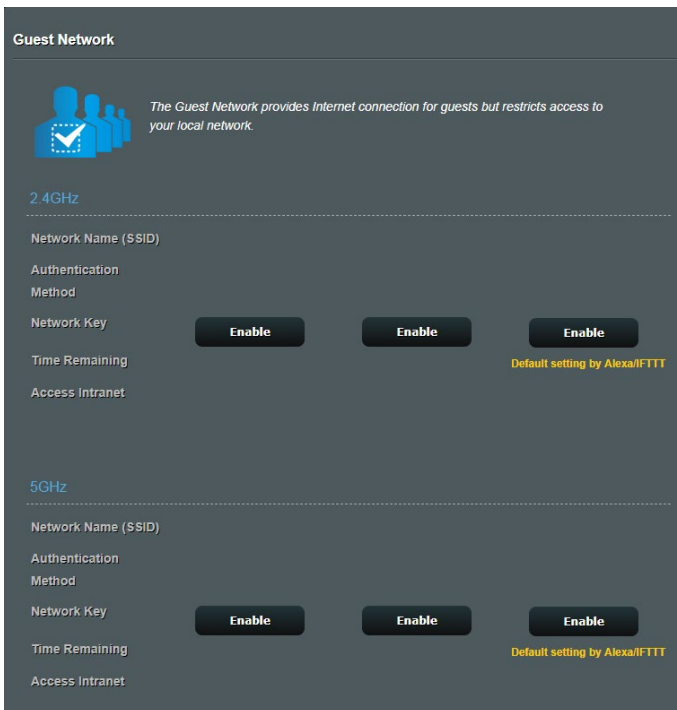 Guest Network
The Guest Network provides Internet connection for guests but restricts access to
your local network.
2.4GHz
Network Name (SSID)
Authentication
Method
Network Key
Enable Enable Enable
Time Remaining
Default setting by Alexa/IFTTT
Access Intranet
5GHz
Network Name (SSID)
Authentication
Method
Network Key
Enable Enable Enable
Time Remaining
Default setting by Alexa/IFTTT
Access Intranet